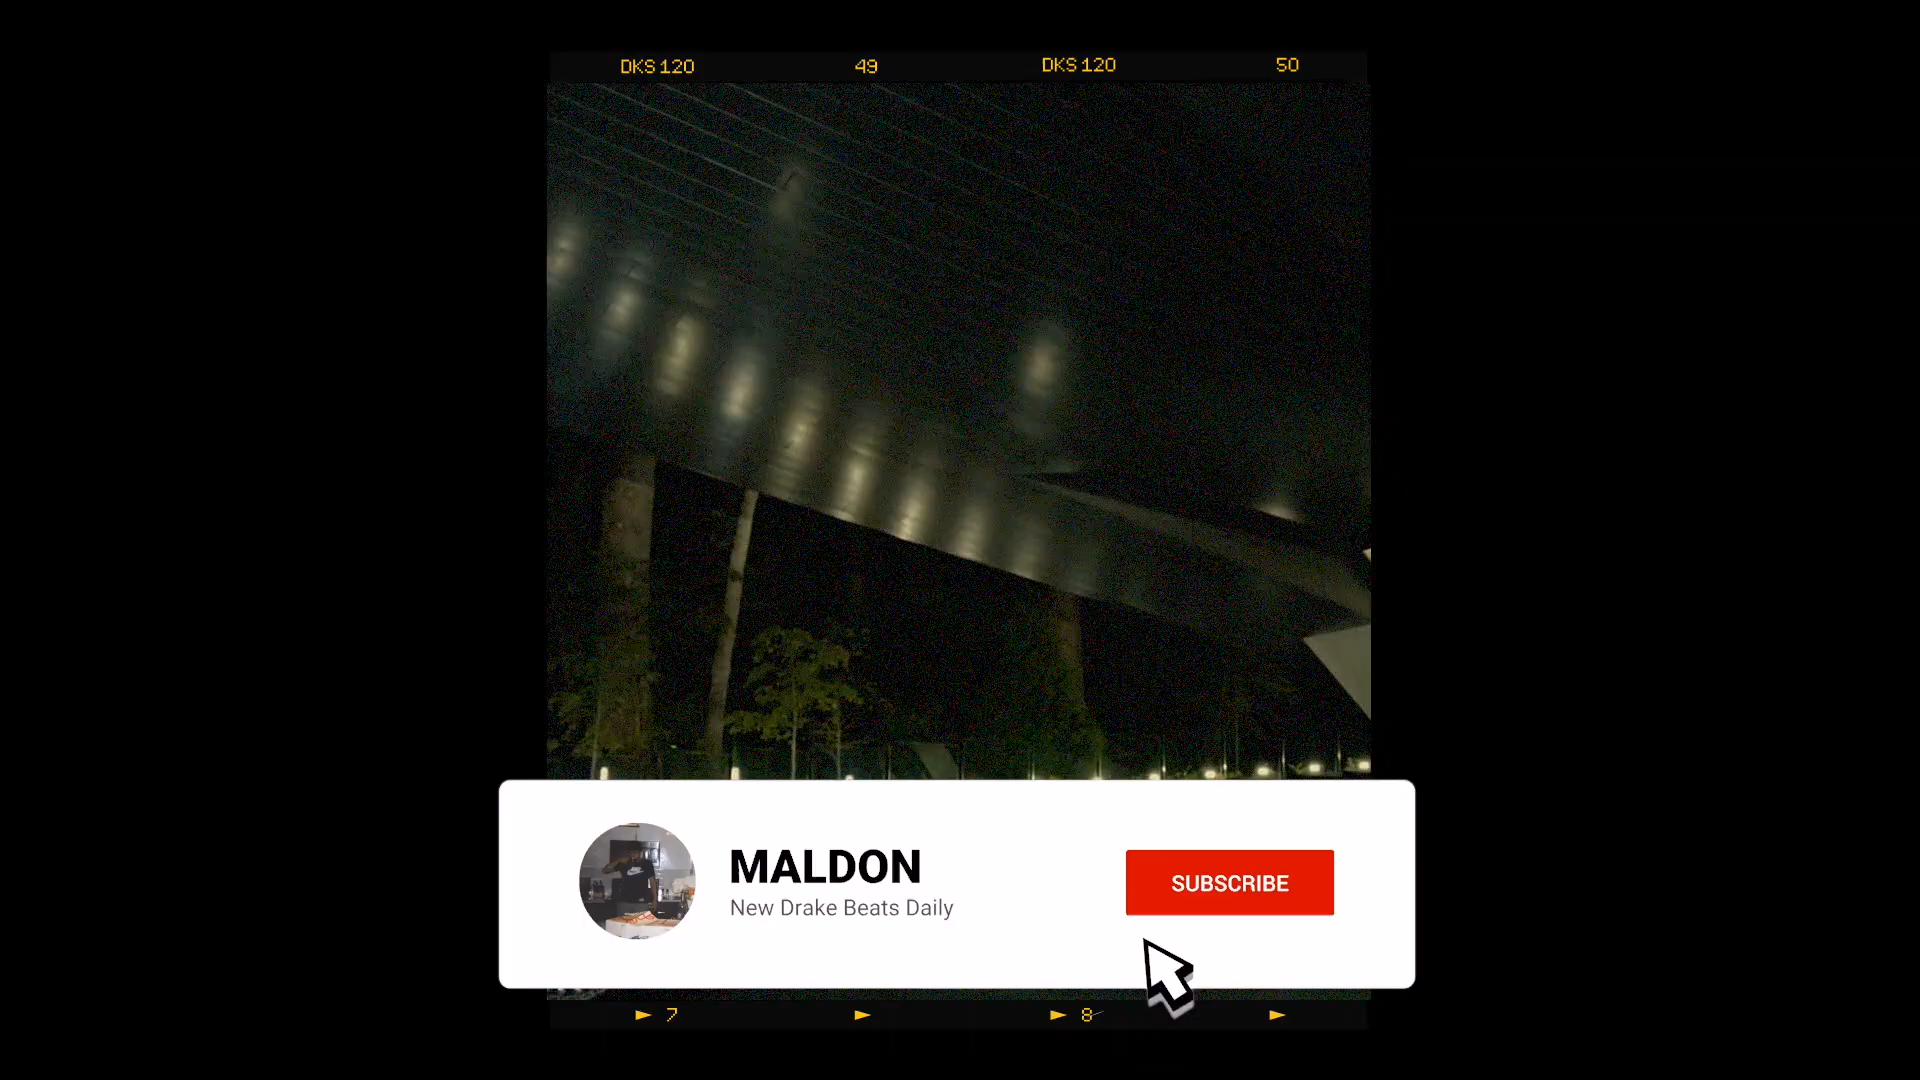 DKS 120 49 DKS 120 50
MALDON
New Drake Beats Daily
SUBSCRIBE
7 8